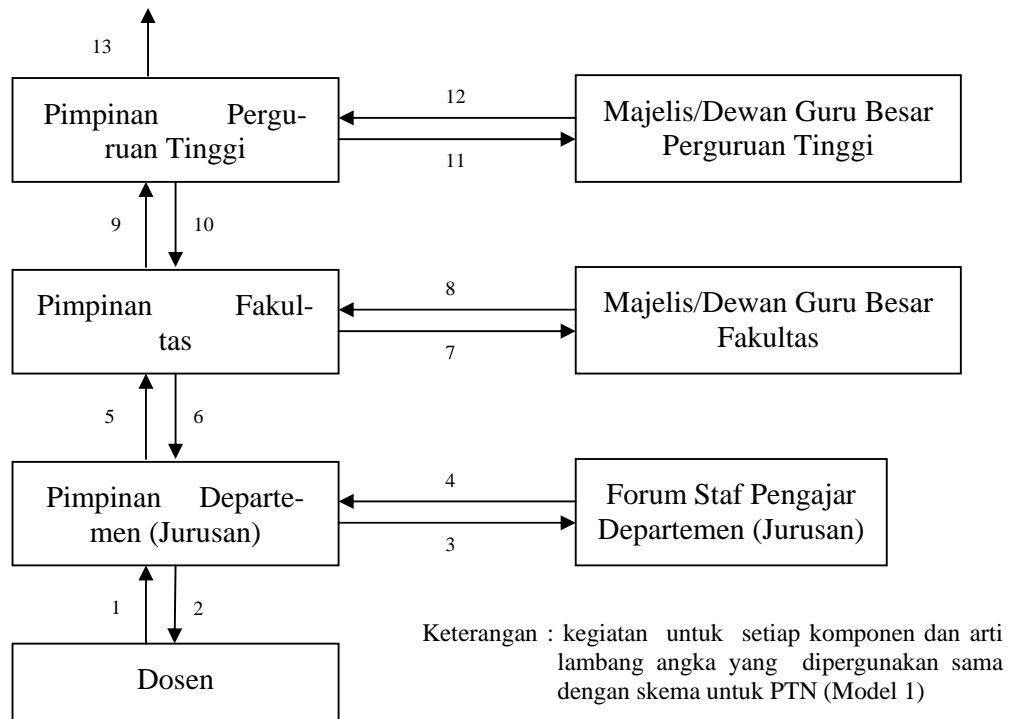 13
Pimpinan Pergu-
ruan Tinggi
12
11
Majelis/Dewan Guru Besar
Perguruan Tinggi
9
10
Pimpinan Fakul-
tas
8
7
Majelis/Dewan Guru Besar
Fakultas
5
6
Pimpinan Departe-
men (Jurusan)
4
3
Forum Staf Pengajar
Departemen (Jurusan)
1
2
Dosen
Keterangan : kegiatan untuk setiap komponen dan arti
lambang angka yang dipergunakan sama
dengan skema untuk PTN (Model 1)